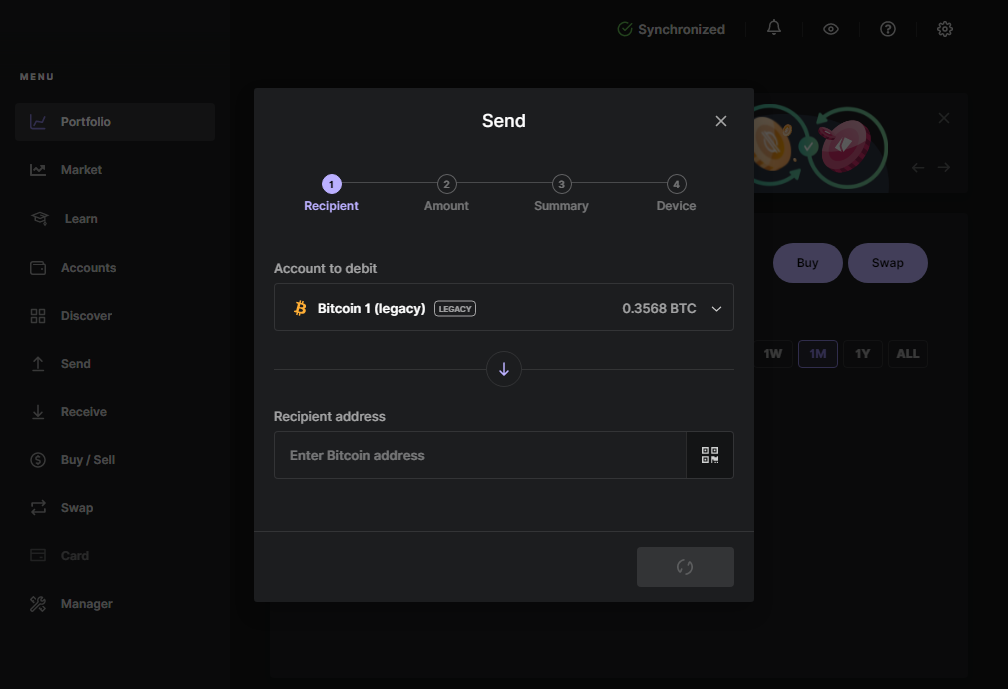 Synchronized
MENU
Portfolio
Market
Learn
Accounts
Discover
Send
Receive
Buy / Sell
Swap
Card
Manager
Send
1 2 3 4
Recipient Amount Summary Device
Account to debit
Bitcoin 1 (legacy) LEGACY 0.3568 BTC
Recipient address
Enter Bitcoin address
Buy Swap
1W 1M 1Y ALL